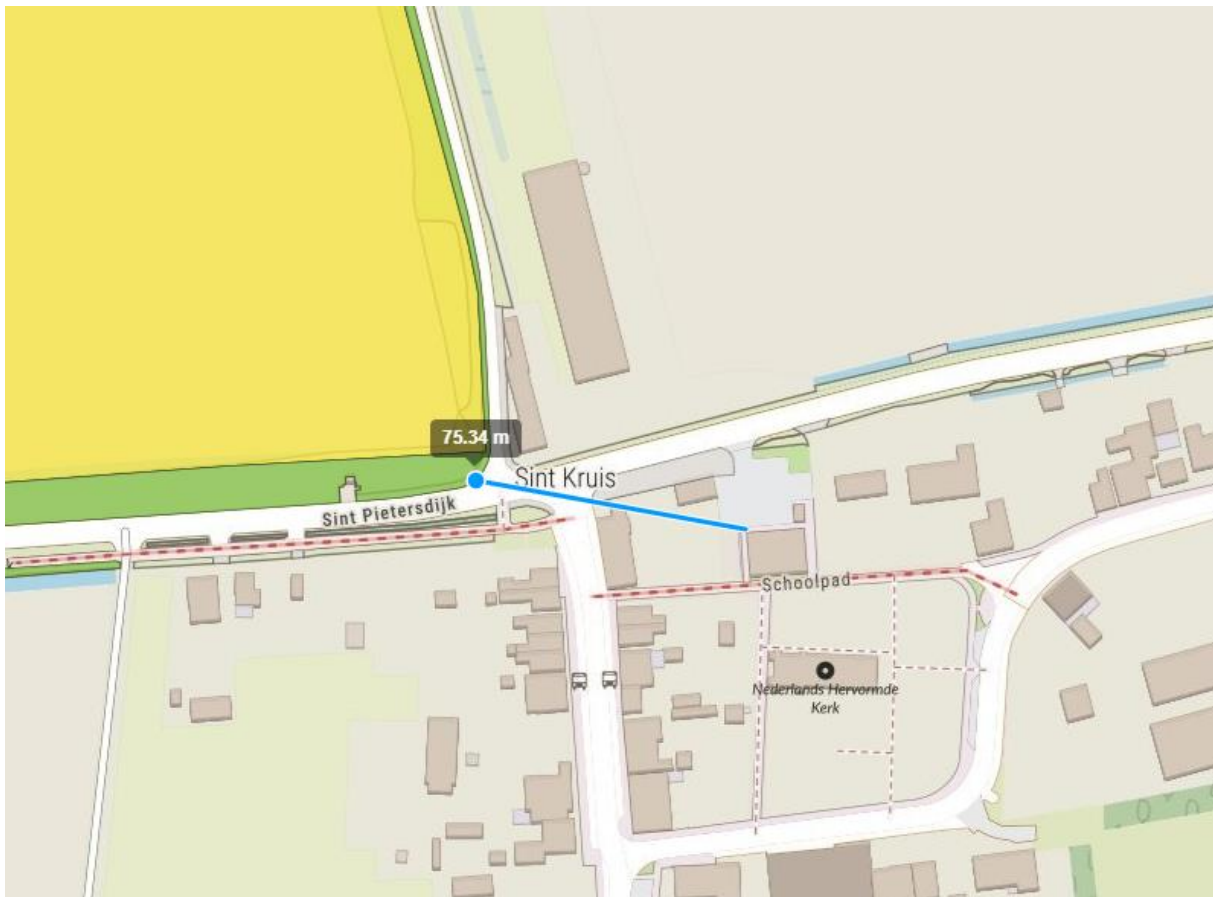 75.34 m
Sint Kruis
Sint Pietersdijk
Schoolpad
Nederlands Hervormde
Kerk